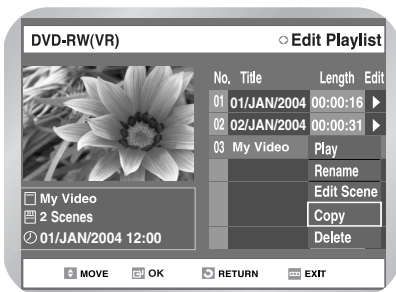 DVD-RW(VR)
Edit Playlist
No. Title Length Edit
01 01/JAN/2004 00:00:16
02 02/JAN/2004 00:00:31
03 My Video
Play
Rename
Edit Scene
Copy
Delete
My Video
2 Scenes
01/JAN/2004 12:00
MOVE OK RETURN EXIT